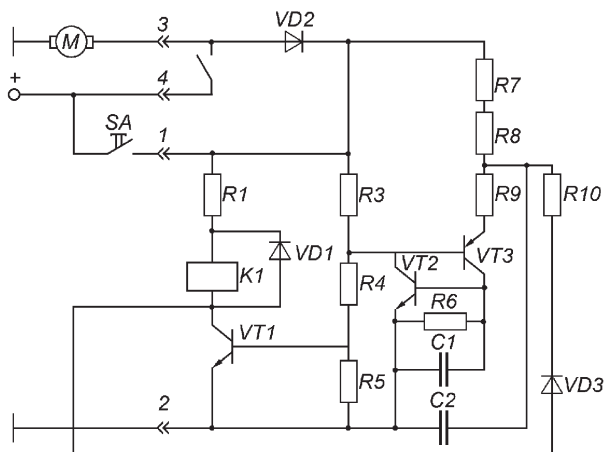 3
VD2
M
4
+
R7
SA
1
R8
R1
R3
R9
R10
VD1
VT2
VT3
K1
R4
R6
VT1
C1
R5
VD3
2
C2